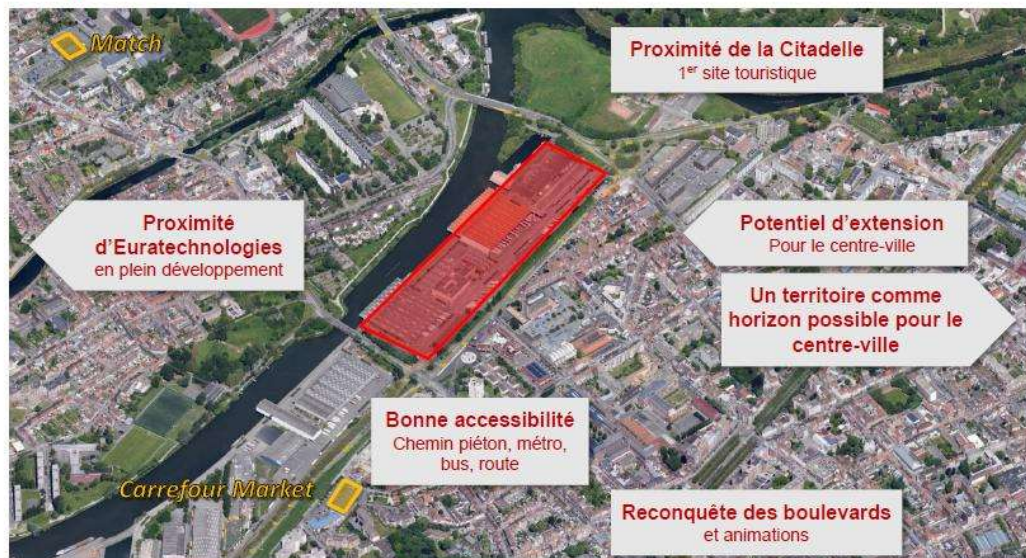 Match
Proximité de la Citadelle
1er site touristique
Proximité
d'Euratechnologies
en plein développement
Potentiel d'extension
Pour le centre-ville
Un territoire comme
horizon possible pour le
centre-ville
Bonne accessibilité
Chemin piéton, métro,
bus, route
Carrefour Market
Reconquête des boulevards
et animations